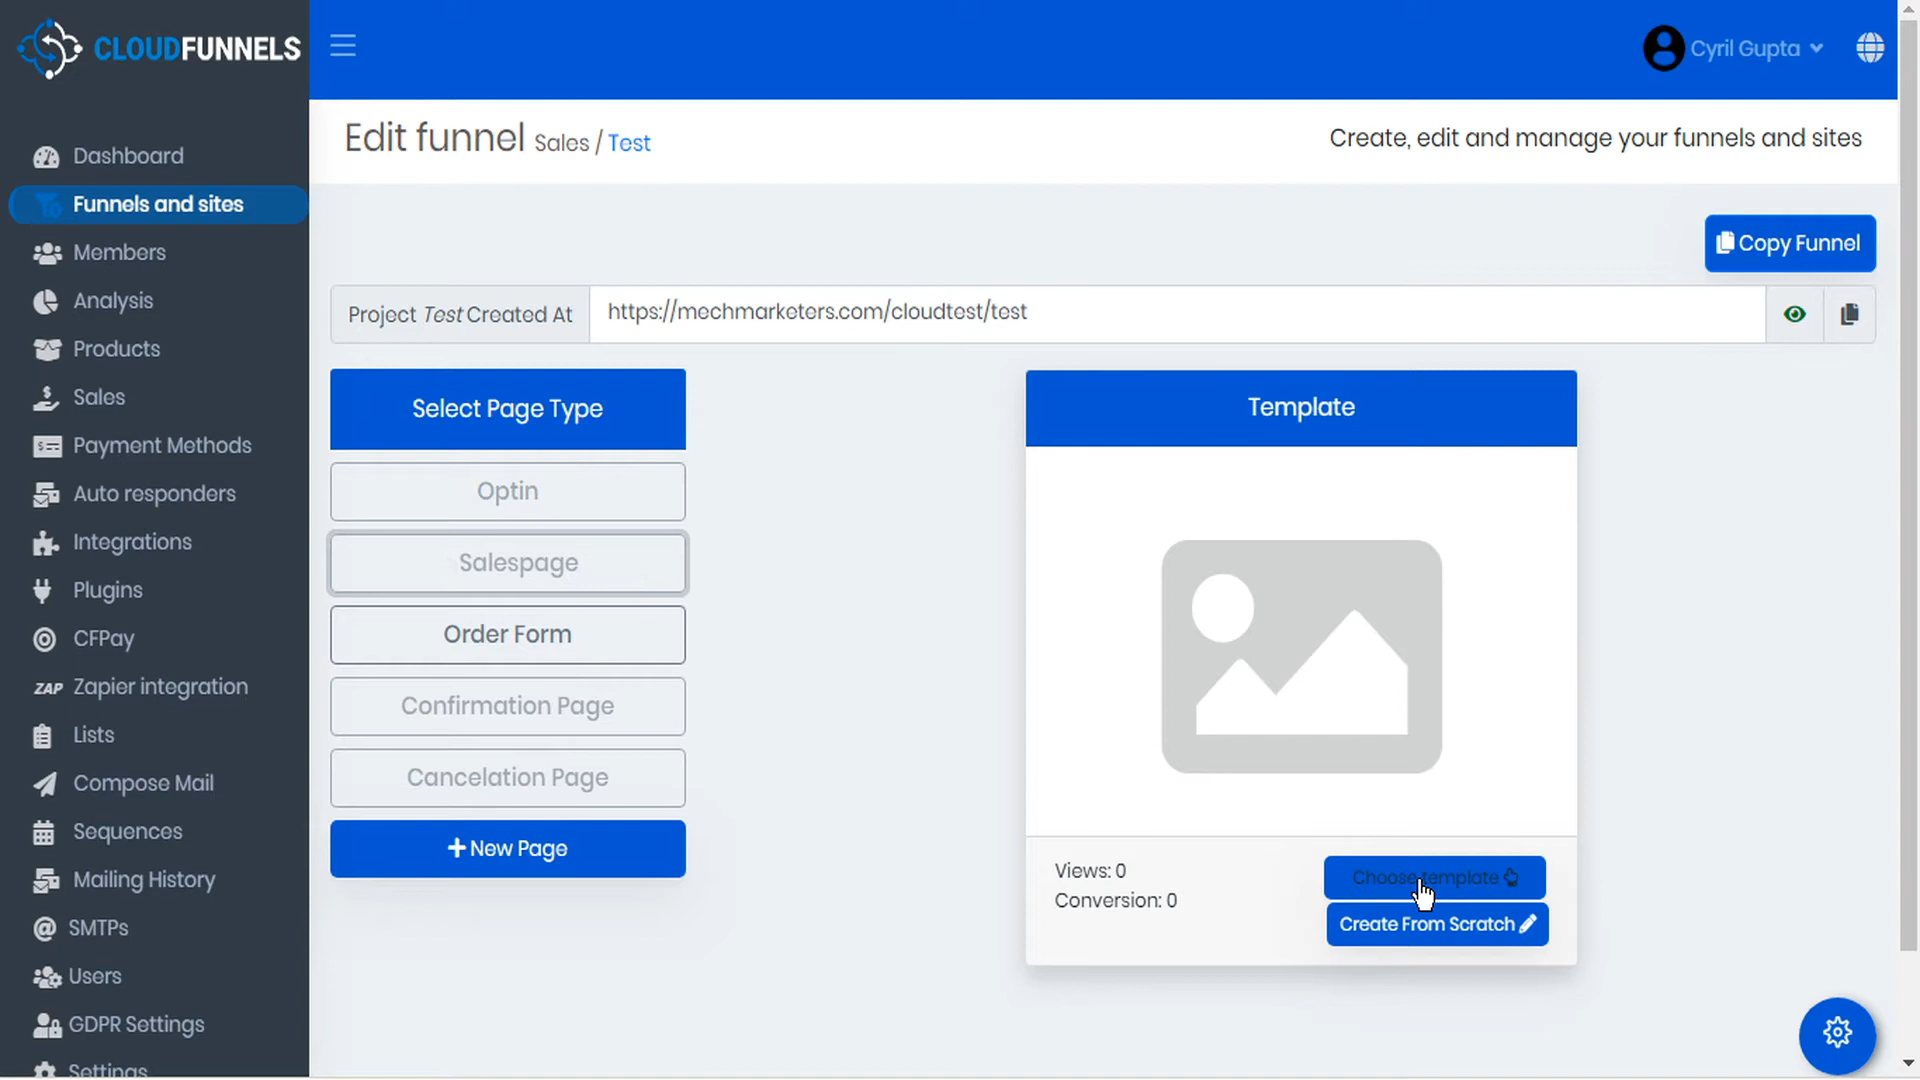 CLOUDFUNNELS
Cyril Gupta
Dashboard
Funnels and sites
Members
Analysis
Products
Sales
Payment Methods
Auto responders
Integrations
Plugins
CFPay
ZAP Zapier integration
Lists
Compose Mail
Sequences
Mailing History
SMTPs
Users
GDPR Settings
Settings
Edit funnel Sales / Test
Create, edit and manage your funnels and sites
Copy Funnel
Project Test Created At
https://mechmarketers.com/cloudtest/test
Select Page Type
Optin
Salespage
Order Form
Confirmation Page
Cancelation Page
+ New Page
Template
Views: 0
Conversion: 0
Choose template
Create From Scratch